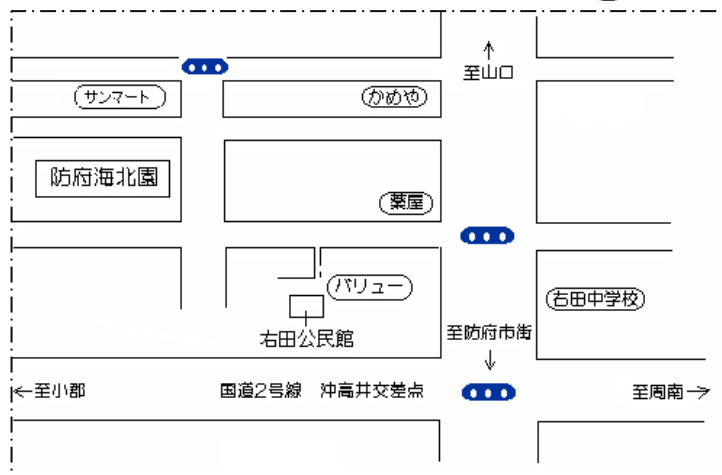 至山口
サンマート
かめや
防府海北園
薬屋
バリュー
右田中学校
右田公民館
至防府市街
←至小郡
国道2号線 沖高井交差点
至周南→